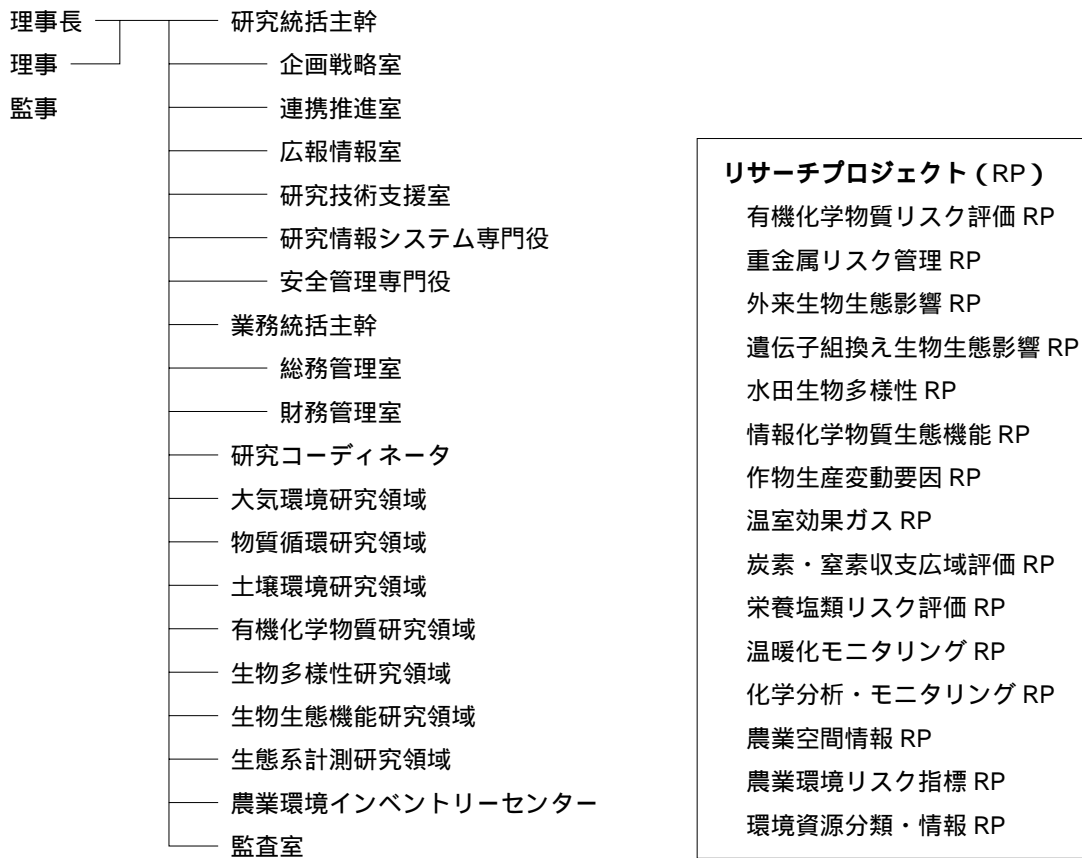 理事長
理事
監事
研究統括主幹
企画戦略室
連携推進室
広報情報室
研究技術支援室
研究情報システム専門役
安全管理専門役
業務統括主幹
総務管理室
財務管理室
研究コーディネータ
大気環境研究領域
物質循環研究領域
土壌環境研究領域
有機化学物質研究領域
生物多様性研究領域
生物生態機能研究領域
生態系計測研究領域
農業環境インベントリーセンター
監査室
リサーチプロジェクト（RP）
有機化学物質リスク評価 RP
重金属リスク管理 RP
外来生物生態影響 RP
遺伝子組換え生物生態影響 RP
水田生物多様性 RP
情報化学物質生態機能 RP
作物生産変動要因 RP
温室効果ガス RP
炭素・窒素収支広域評価 RP
栄養塩類リスク評価 RP
温暖化モニタリング RP
化学分析・モニタリング RP
農業空間情報 RP
農業環境リスク指標 RP
環境資源分類・情報 RP